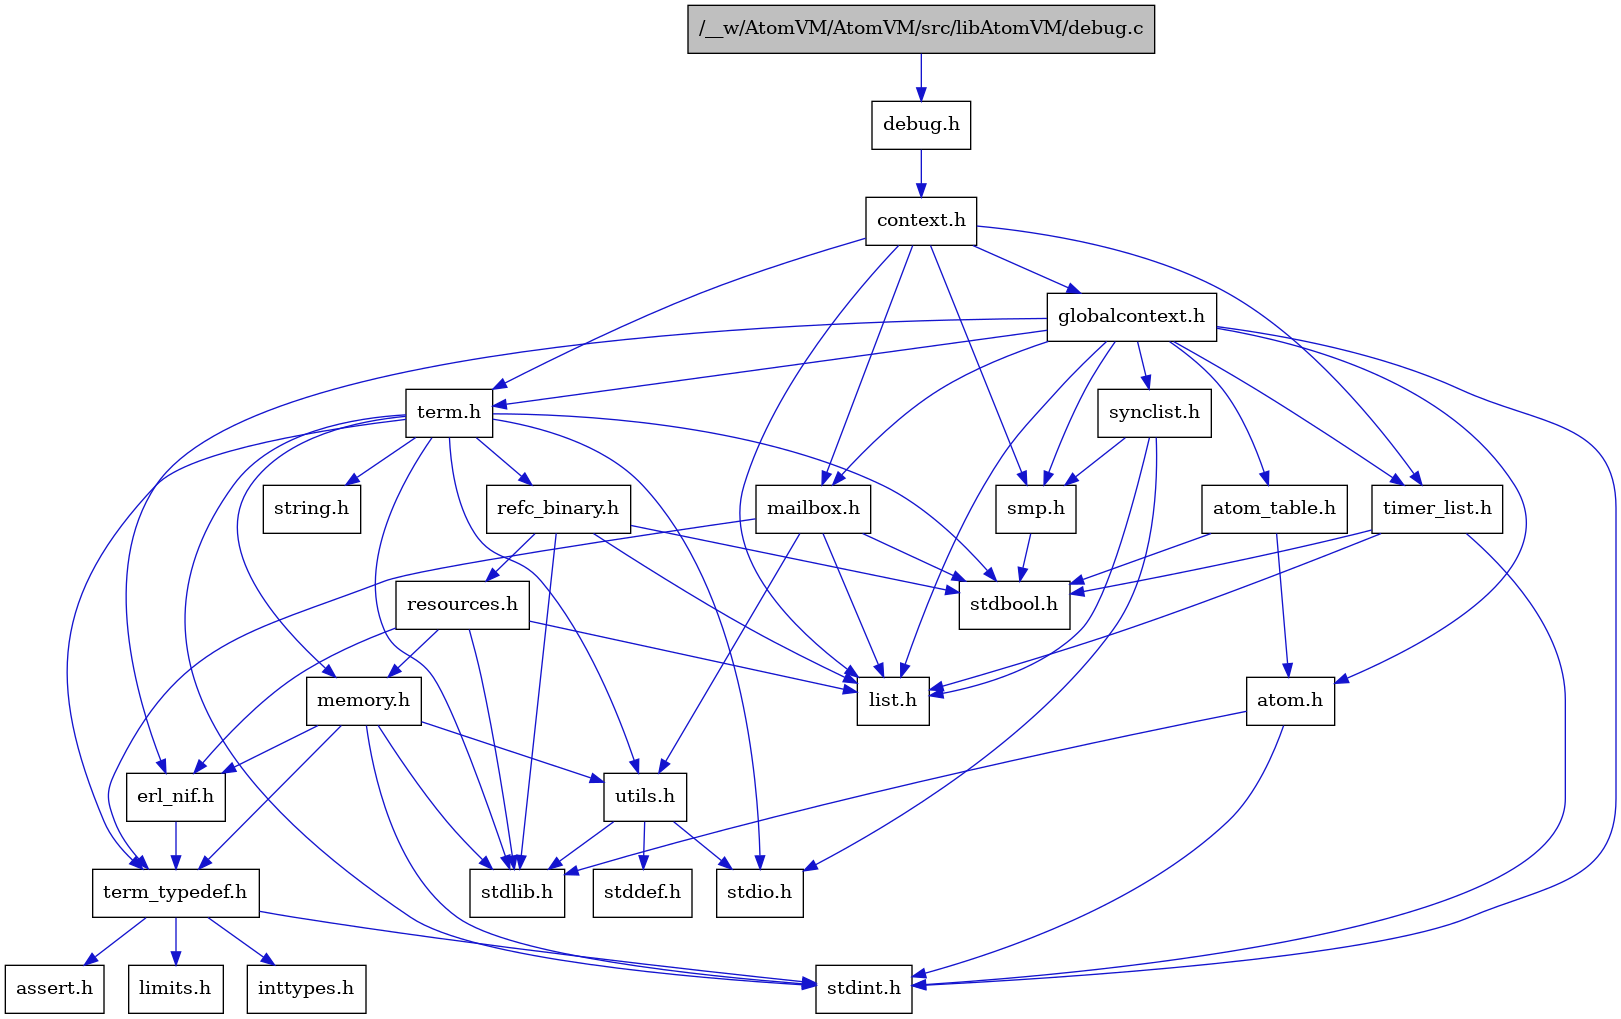 /__w/AtomVM/AtomVM/src/libAtomVM/debug.c
debug.h
context.h
globalcontext.h
term.h
synclist.h
string.h
refc_binary.h
mailbox.h
smp.h
atom_table.h
timer_list.h
resources.h
stdbool.h
memory.h
list.h
atom.h
erl_nif.h
utils.h
term_typedef.h
stdlib.h
stddef.h
stdio.h
assert.h
limits.h
inttypes.h
stdint.h